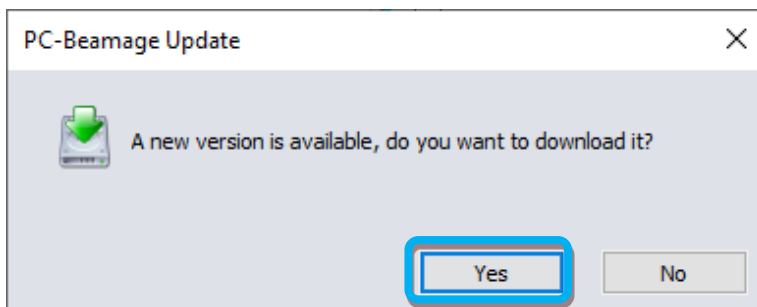 PC-Beamage Update
A new version is available, do you want to download it?
Yes
No